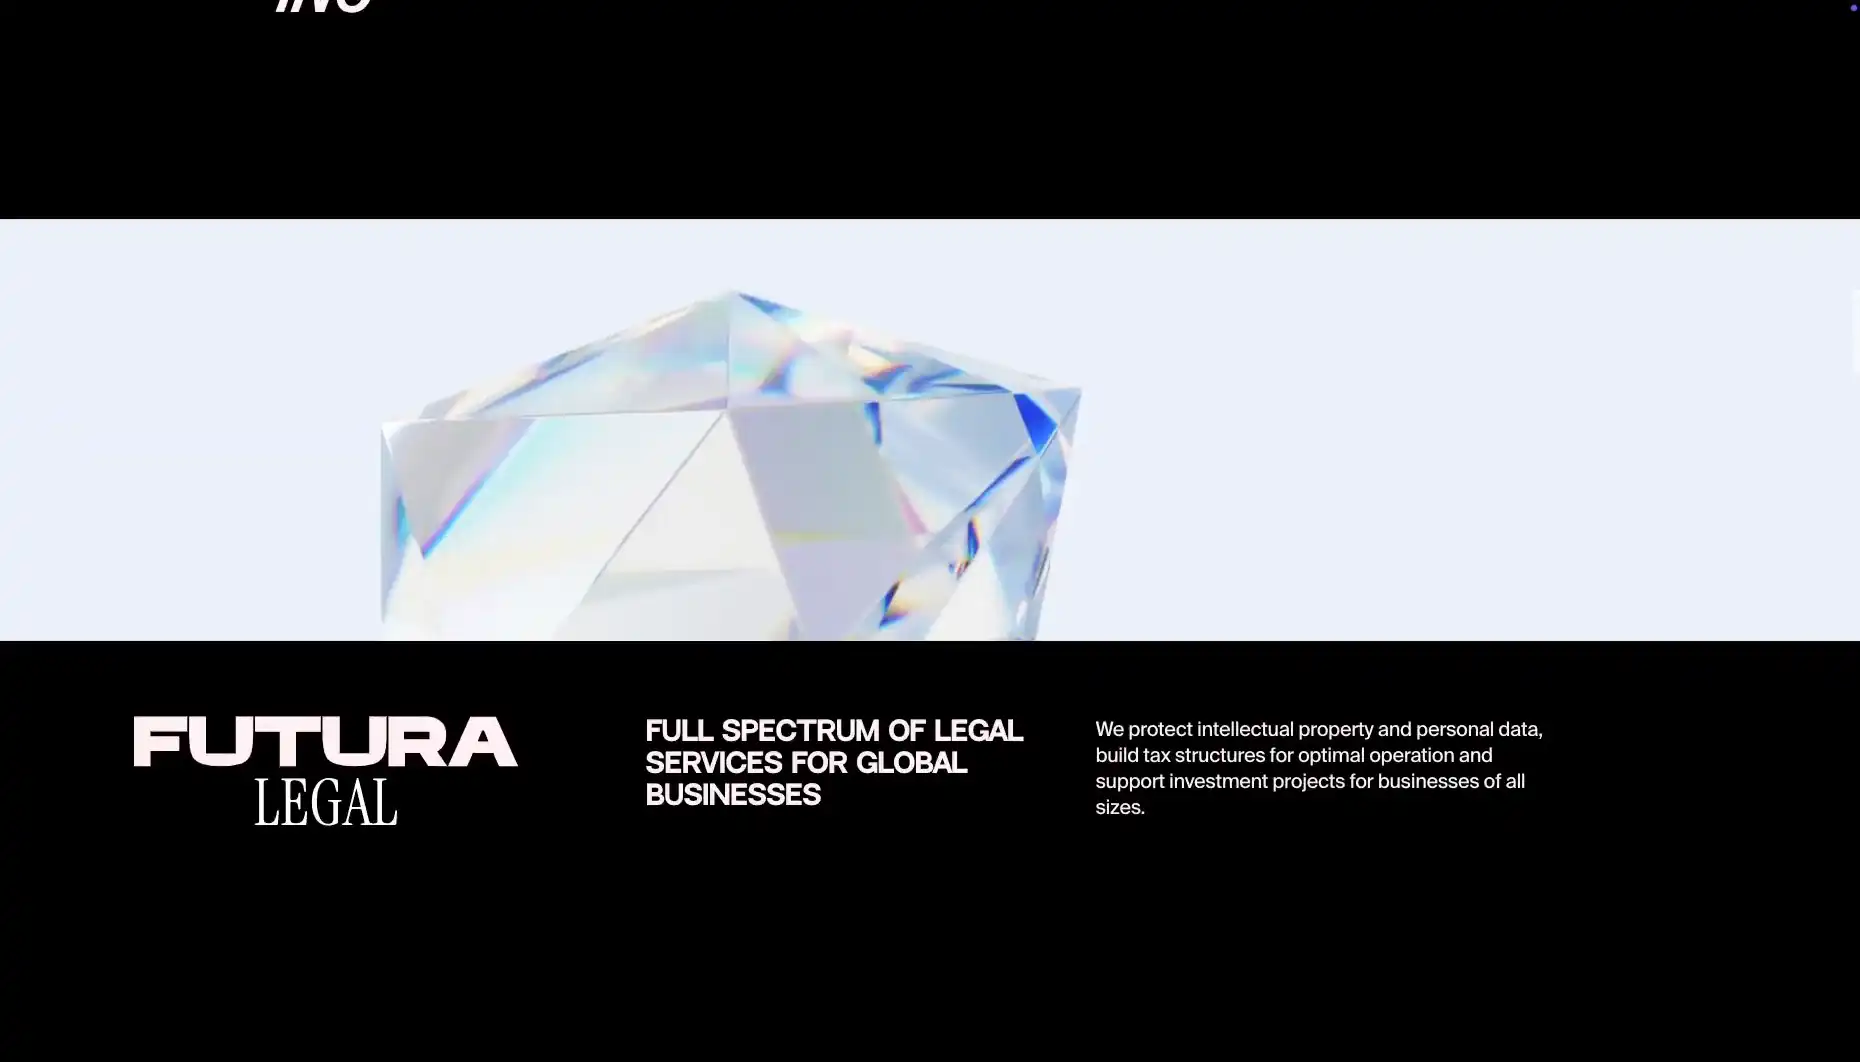 FUTURA
LEGAL
FULL SPECTRUM OF LEGAL
SERVICES FOR GLOBAL
BUSINESSES
We protect intellectual property and personal data,
build tax structures for optimal operation and
support investment projects for businesses of all
sizes.